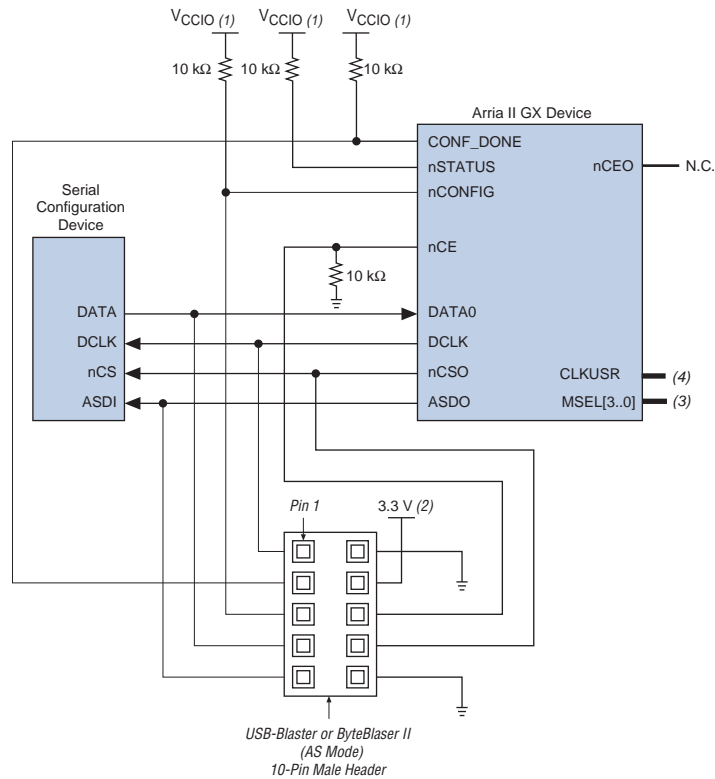 VCCIO (1) VCCIO (1) VCCIO (1)
10 kΩ 10 kΩ 10 kΩ
Arria II GX Device
CONF_DONE
nSTATUS
nCEO
N.C.
nCONFIG
Serial
Configuration
Device
nCE
10 kΩ
DATA
DATA0
DCLK
DCLK
nCS
nCSO
CLKUSR
(4)
ASDI
ASDO
MSEL[3..0]
(3)
Pin 1
3.3 V (2)
USB-Blaster or ByteBlaser II
(AS Mode)
10-Pin Male Header